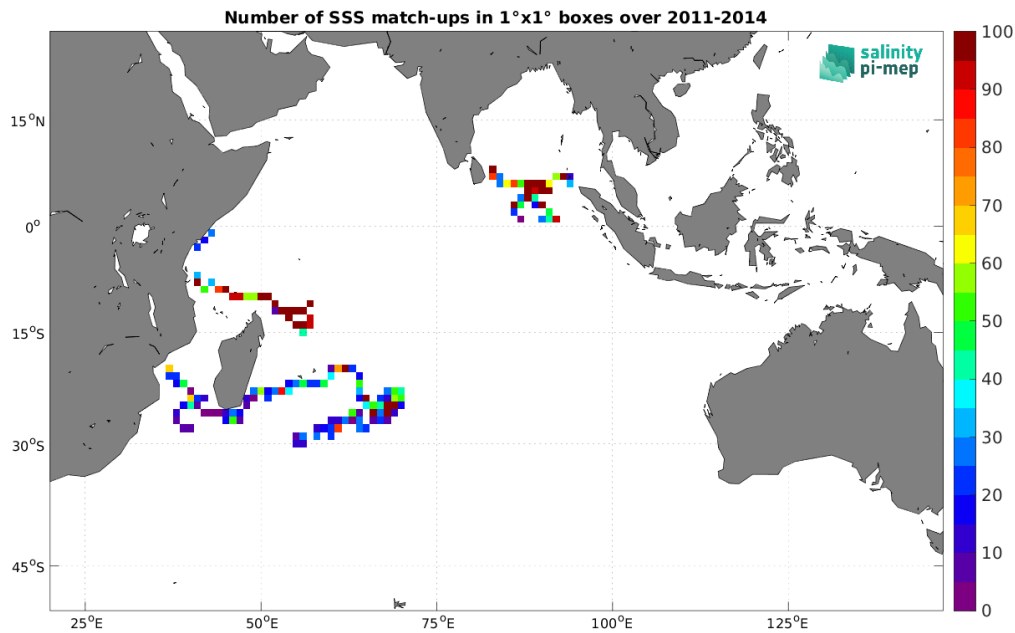 Number of SSS match-ups in 1°x1° boxes over 2011-2014
salinity
pi-mep
100
90
80
70
60
50
40
30
20
10
0
15°N
0°
15°S
30°S
45°S
25°E
50°E
75°E
100°E
125°E